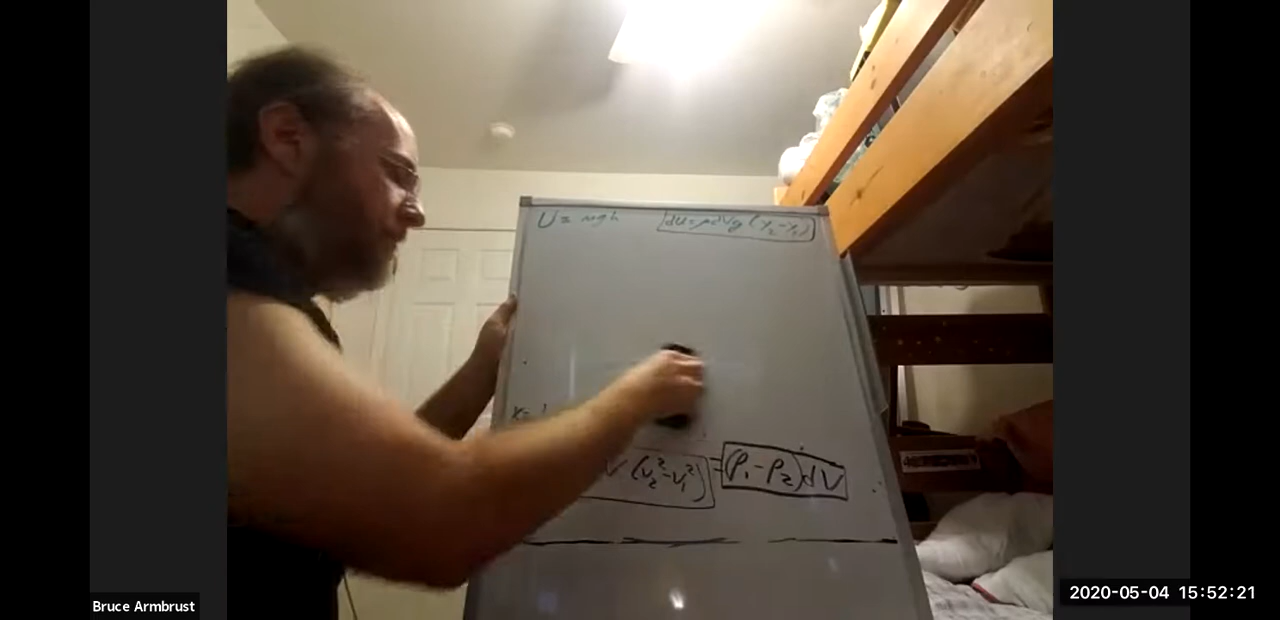 U = mgh
dU = ρdVg(y₂-y₁)
K =
V (v₂²-v₁²) = (P₁-P₂)dV
Bruce Armbrust
2020-05-04 15:52:21